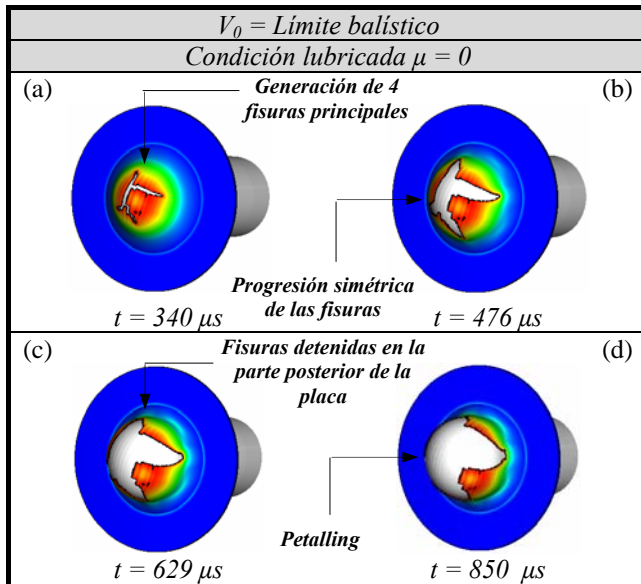 V₀ = Límite balístico
Condición lubricada μ = 0
(a)
Generación de 4
fisuras principales
(b)
Progresión simétrica
de las fisuras
t = 340 μs
t = 476 μs
(c)
Fisuras detenidas en la
parte posterior de la
placa
(d)
Petalling
t = 629 μs
t = 850 μs